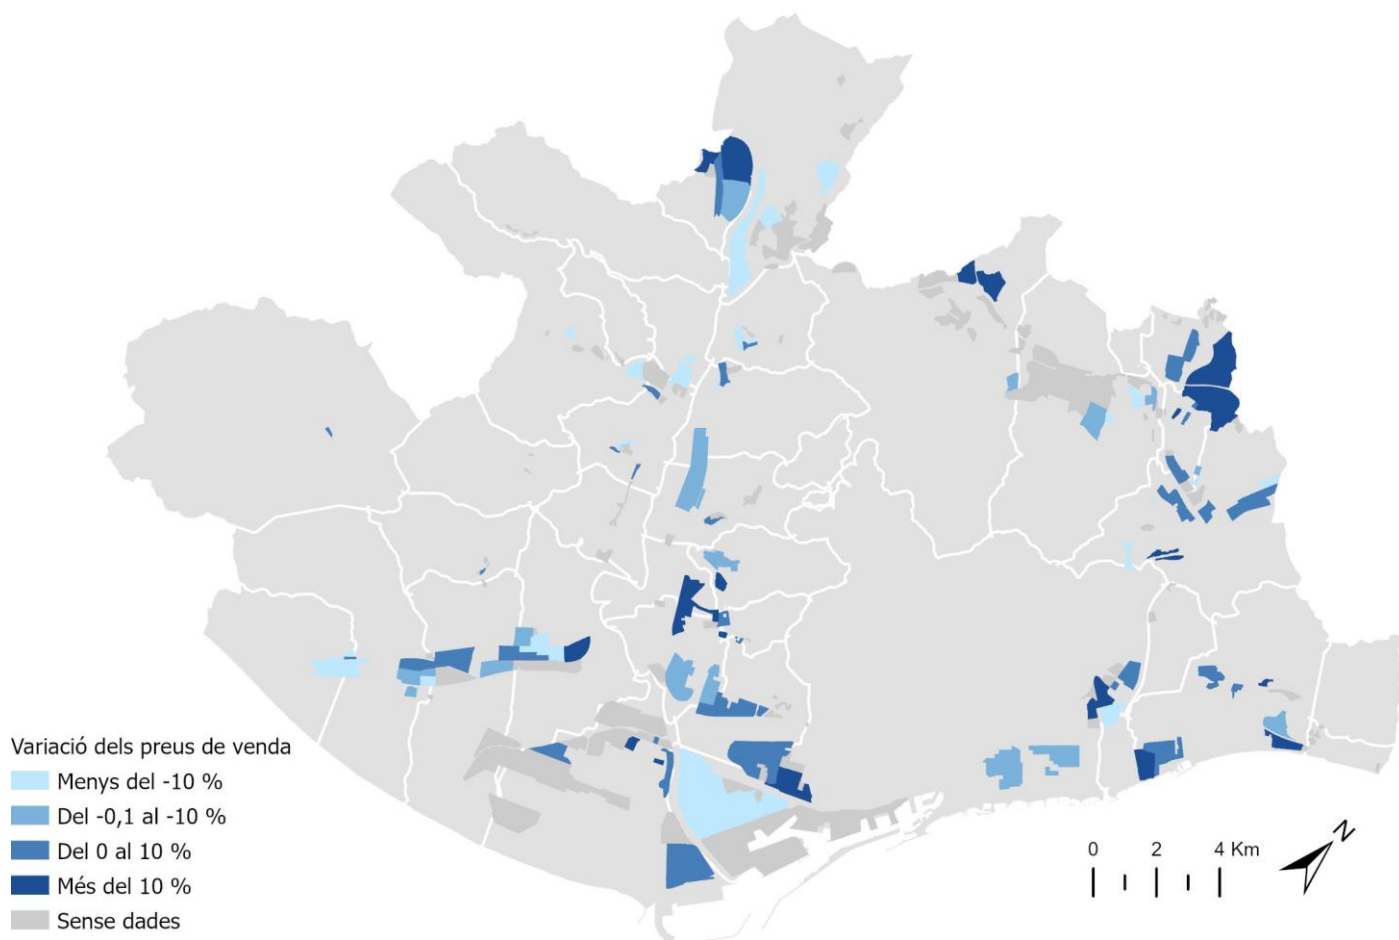 Variació dels preus de venda
Menys del -10 %
Del -0,1 al -10 %
Del 0 al 10 %
Més del 10 %
Sense dades
0 2 4 Km
N